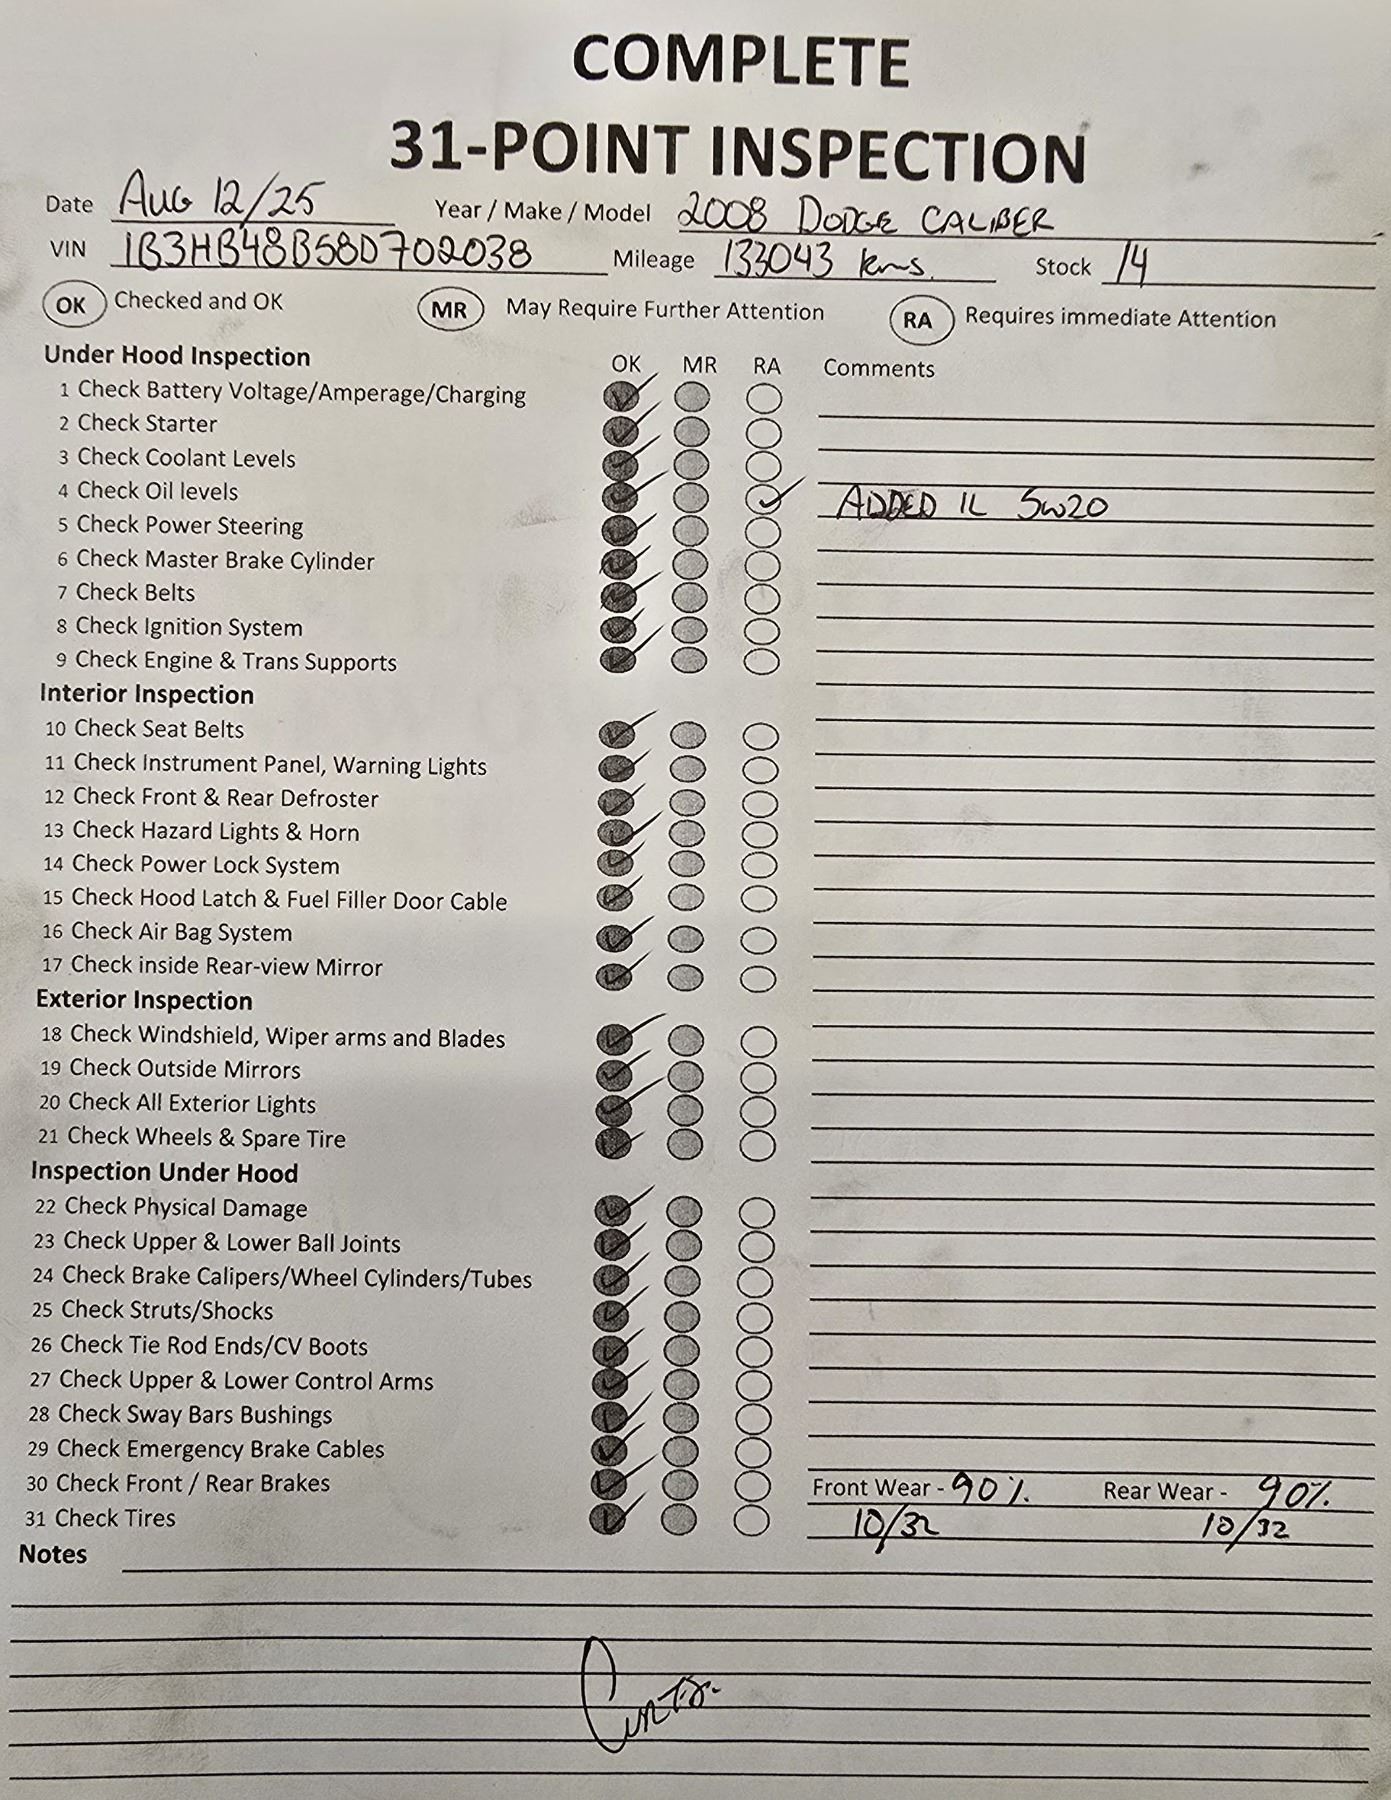 COMPLETE
31-POINT INSPECTION
Date AUG 12/25 Year / Make / Model 2008 DODGE CALIBER
VIN 1B3HB48B58D702038 Mileage 133043 kms. Stock 14
OK Checked and OK MR May Require Further Attention RA Requires immediate Attention
Under Hood Inspection OK MR RA Comments
1 Check Battery Voltage/Amperage/Charging
2 Check Starter
3 Check Coolant Levels
4 Check Oil levels ADDED 1L 5W20
5 Check Power Steering
6 Check Master Brake Cylinder
7 Check Belts
8 Check Ignition System
9 Check Engine & Trans Supports
Interior Inspection
10 Check Seat Belts
11 Check Instrument Panel, Warning Lights
12 Check Front & Rear Defroster
13 Check Hazard Lights & Horn
14 Check Power Lock System
15 Check Hood Latch & Fuel Filler Door Cable
16 Check Air Bag System
17 Check inside Rear-view Mirror
Exterior Inspection
18 Check Windshield, Wiper arms and Blades
19 Check Outside Mirrors
20 Check All Exterior Lights
21 Check Wheels & Spare Tire
Inspection Under Hood
22 Check Physical Damage
23 Check Upper & Lower Ball Joints
24 Check Brake Calipers/Wheel Cylinders/Tubes
25 Check Struts/Shocks
26 Check Tie Rod Ends/CV Boots
27 Check Upper & Lower Control Arms
28 Check Sway Bars Bushings
29 Check Emergency Brake Cables
30 Check Front / Rear Brakes Front Wear - 90%. Rear Wear - 90%.
31 Check Tires 10/32 10/32
Notes